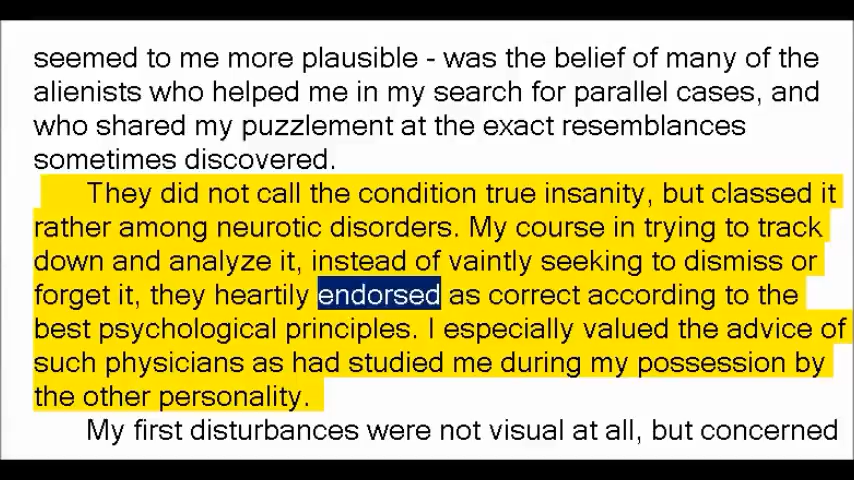 seemed to me more plausible - was the belief of many of the
alienists who helped me in my search for parallel cases, and
who shared my puzzlement at the exact resemblances
sometimes discovered.
They did not call the condition true insanity, but classed it
rather among neurotic disorders. My course in trying to track
down and analyze it, instead of vaintly seeking to dismiss or
forget it, they heartily endorsed as correct according to the
best psychological principles. I especially valued the advice of
such physicians as had studied me during my possession by
the other personality.
My first disturbances were not visual at all, but concerned